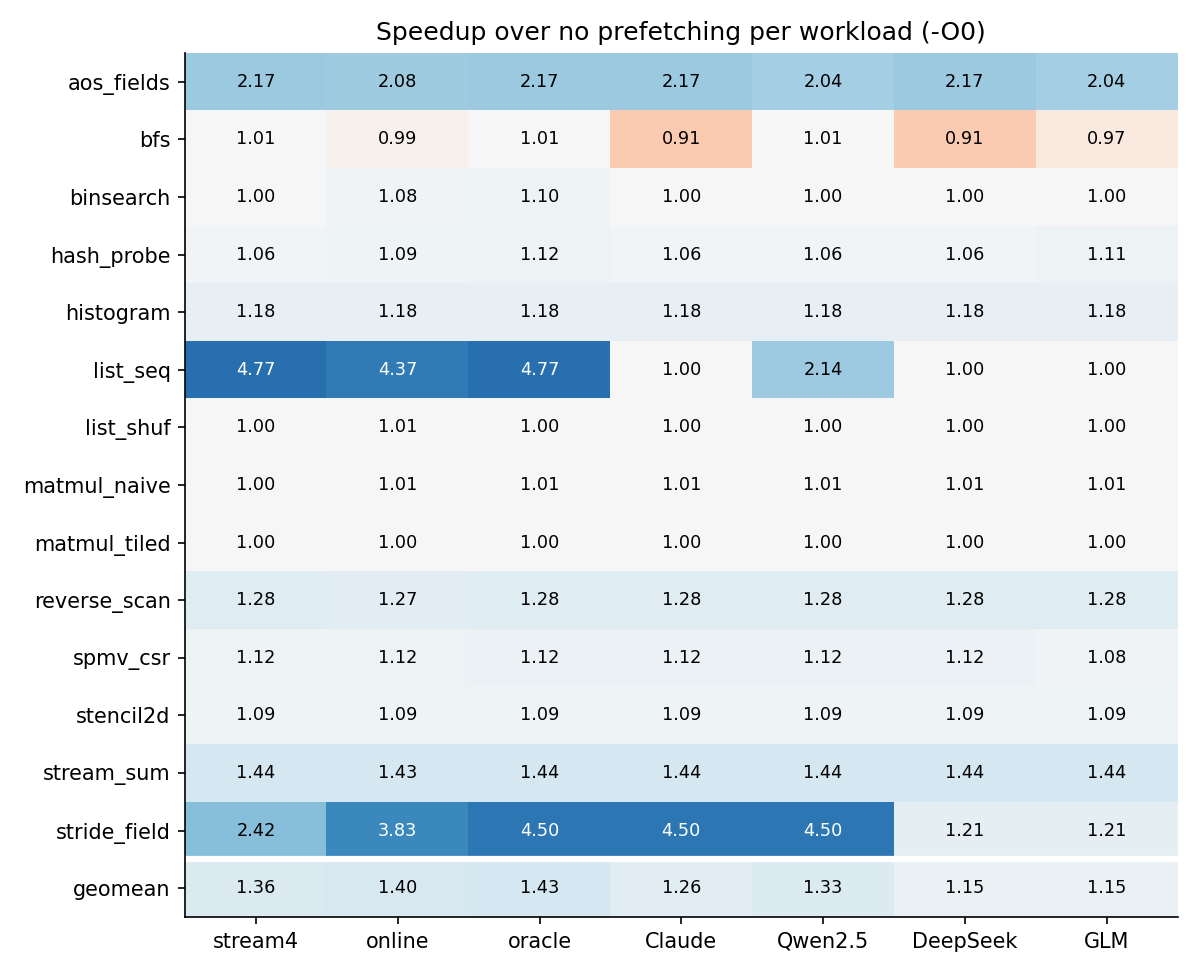 Speedup over no prefetching per workload (-O0)
aos_fields 2.17 2.08 2.17 2.17 2.04 2.17 2.04
bfs 1.01 0.99 1.01 0.91 1.01 0.91 0.97
binsearch 1.00 1.08 1.10 1.00 1.00 1.00 1.00
hash_probe 1.06 1.09 1.12 1.06 1.06 1.06 1.11
histogram 1.18 1.18 1.18 1.18 1.18 1.18 1.18
list_seq 4.77 4.37 4.77 1.00 2.14 1.00 1.00
list_shuf 1.00 1.01 1.00 1.00 1.00 1.00 1.00
matmul_naive 1.00 1.01 1.01 1.01 1.01 1.01 1.01
matmul_tiled 1.00 1.00 1.00 1.00 1.00 1.00 1.00
reverse_scan 1.28 1.27 1.28 1.28 1.28 1.28 1.28
spmv_csr 1.12 1.12 1.12 1.12 1.12 1.12 1.08
stencil2d 1.09 1.09 1.09 1.09 1.09 1.09 1.09
stream_sum 1.44 1.43 1.44 1.44 1.44 1.44 1.44
stride_field 2.42 3.83 4.50 4.50 4.50 1.21 1.21
geomean 1.36 1.40 1.43 1.26 1.33 1.15 1.15
stream4 online oracle Claude Qwen2.5 DeepSeek GLM